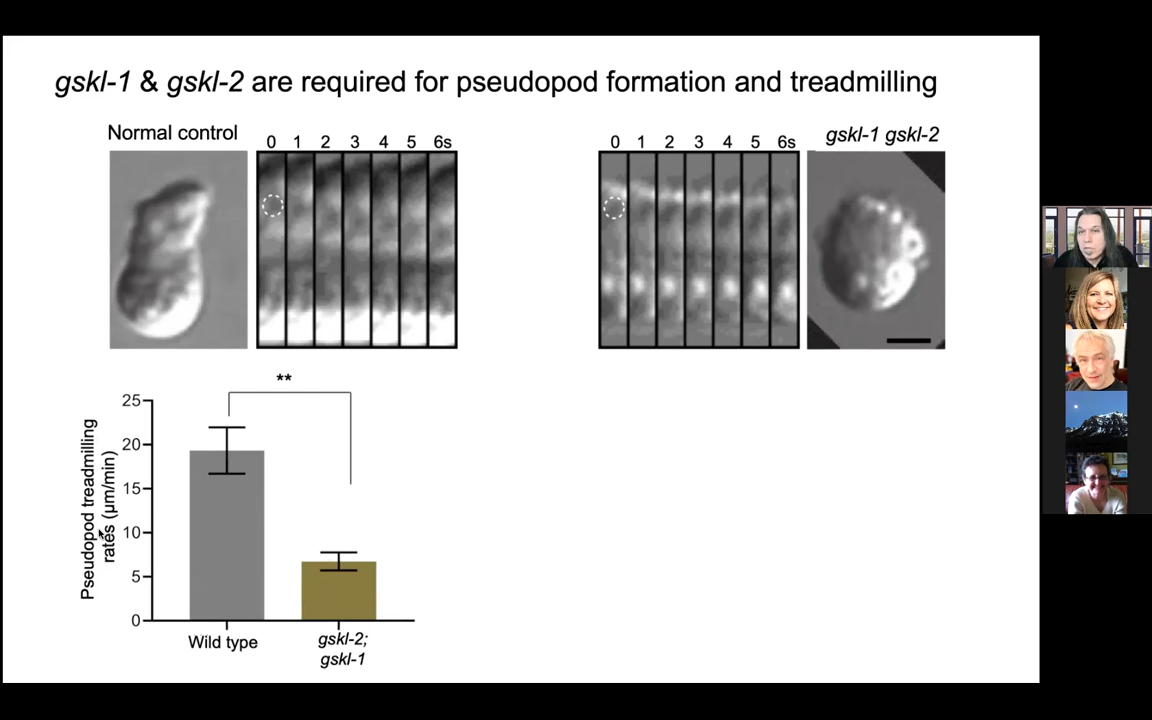 gskl-1 & gskl-2 are required for pseudopod formation and treadmilling
Normal control
0 1 2 3 4 5 6s
0 1 2 3 4 5 6s
gskl-1 gskl-2
**
Pseudopod treadmilling
rates (μm/min)
25
20
15
10
5
0
Wild type
gskl-2;
gskl-1